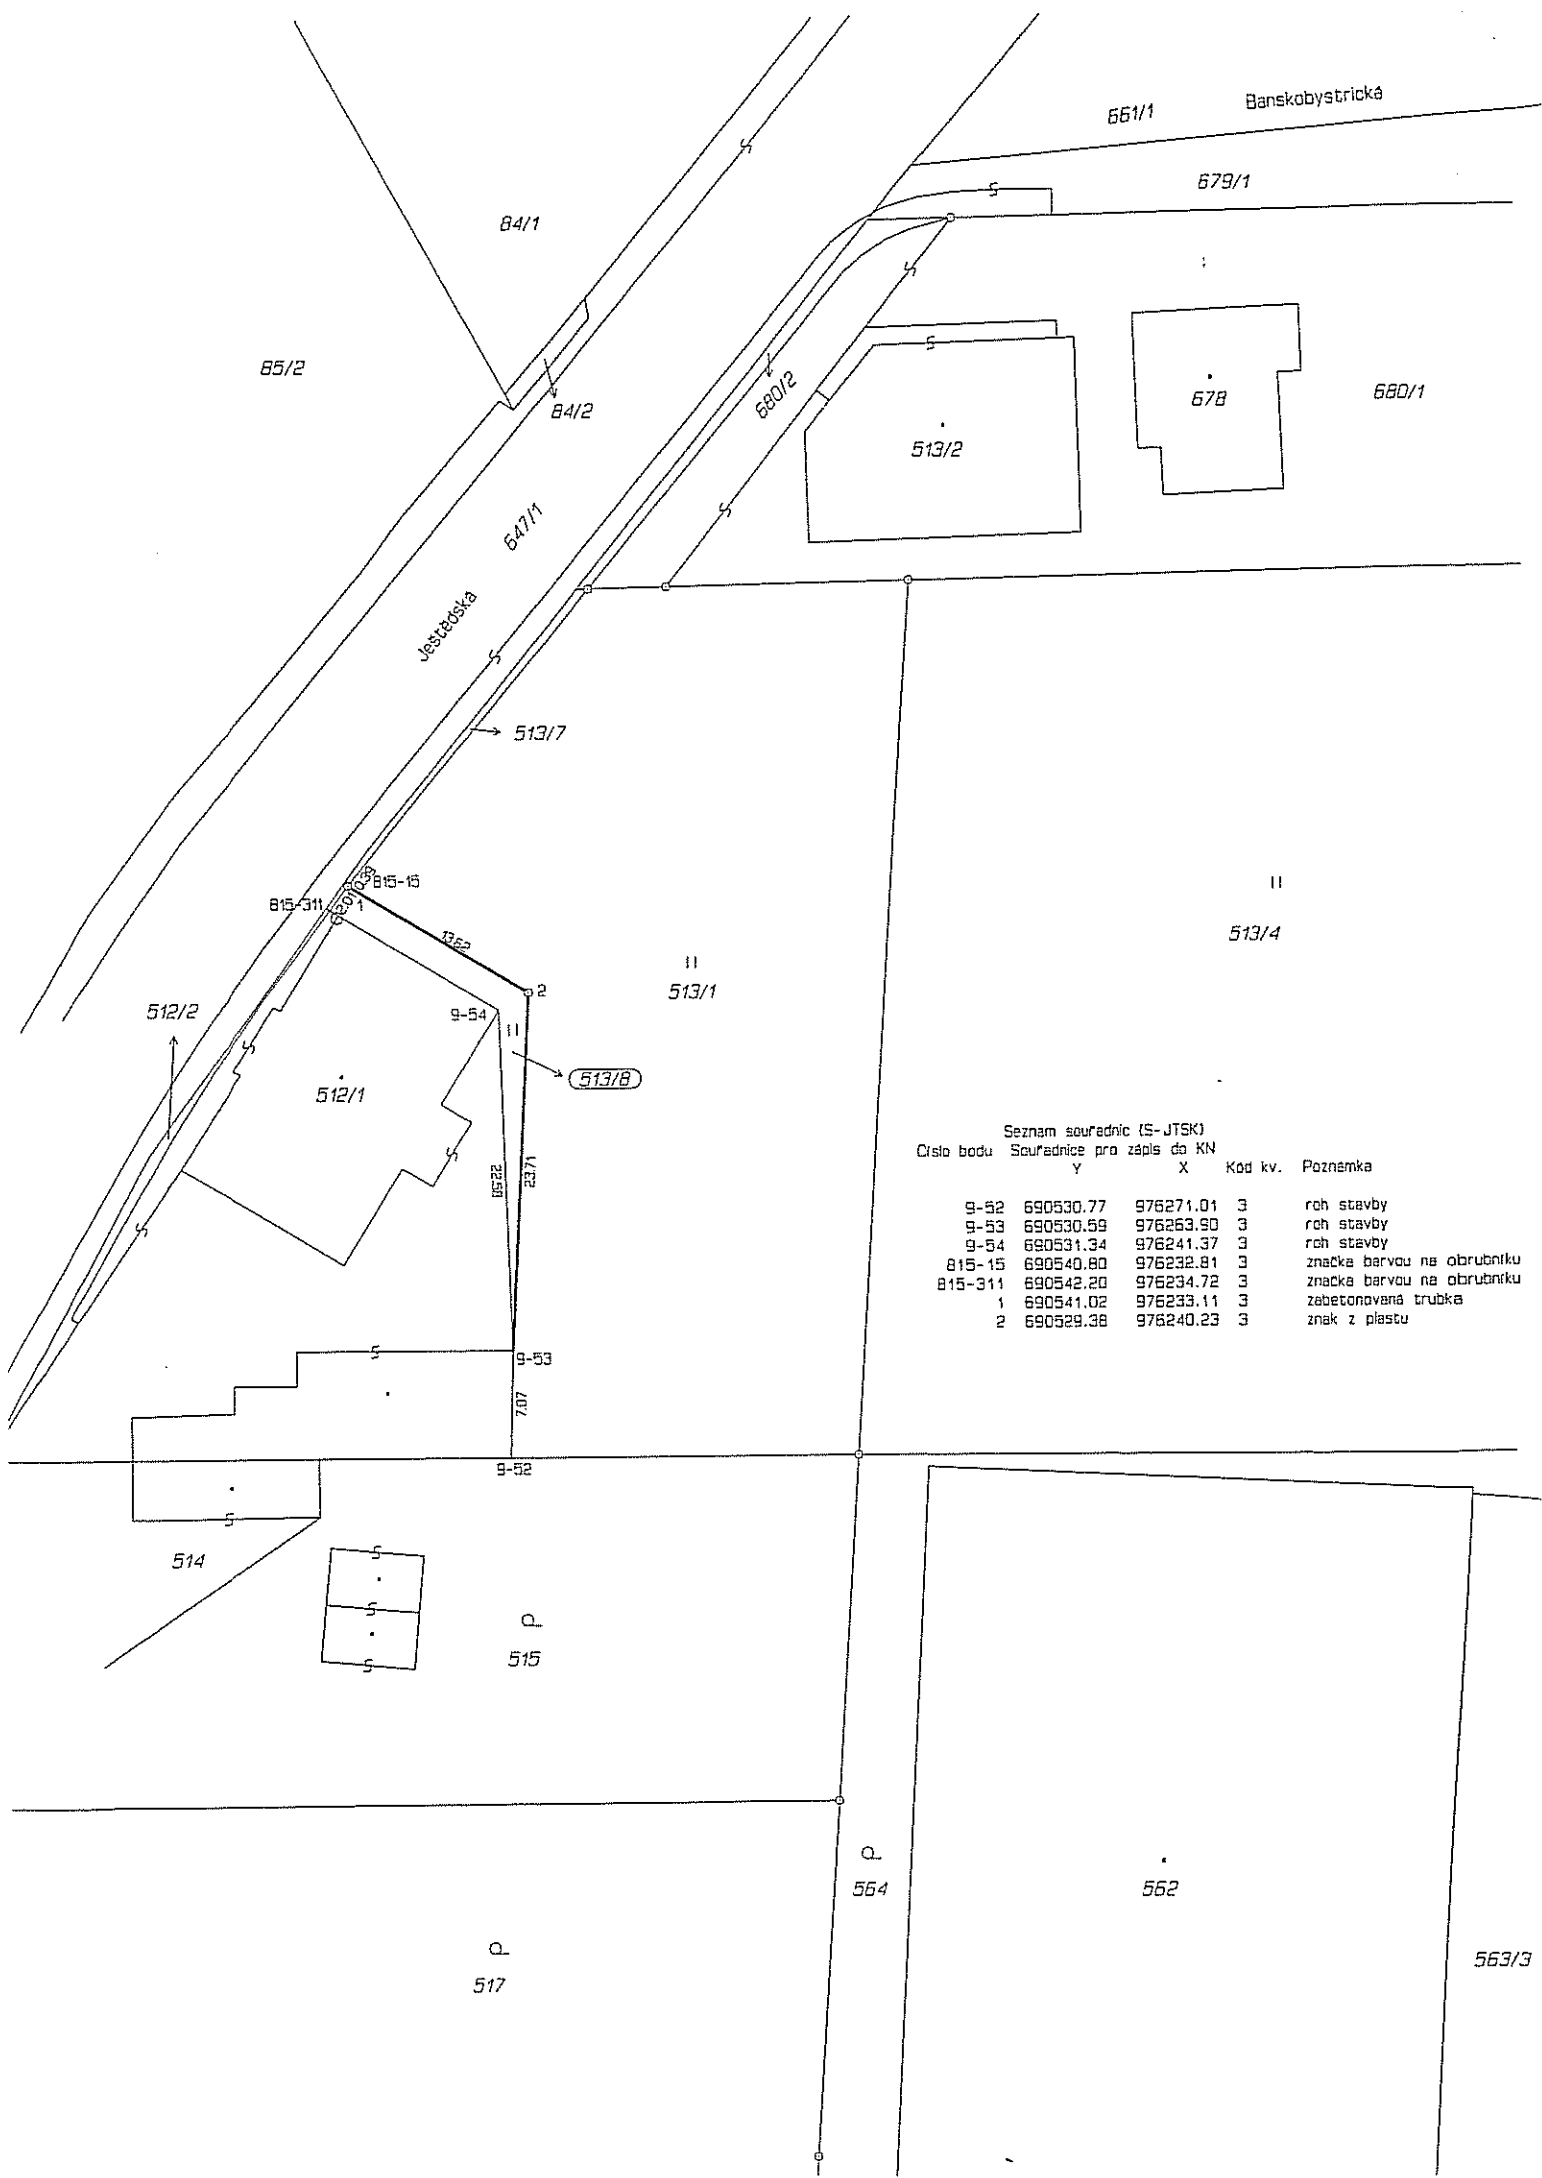 661/1
Banskobystrická
679/1
84/1
85/2
84/2
680/2
678
680/1
513/2
647/1
Ještědská
513/7
815-15
815-311
1
13.62
2
513/1
513/4
512/2
9-54
513/8
512/1
22.58
23.71
Seznam souřadnic (S-JTSK)
Číslo bodu Souřadnice pro zápis do KN
Y X Kód kv. Poznámka
9-52 690530.77 976271.01 3 roh stavby
9-53 690530.59 976263.90 3 roh stavby
9-54 690531.34 976241.37 3 roh stavby
815-15 690540.80 976232.81 3 značka barvou na obrubníku
815-311 690542.20 976234.72 3 značka barvou na obrubníku
1 690541.02 976233.11 3 zabetonovaná trubka
2 690529.38 976240.23 3 znak z plastu
9-53
7.07
9-52
514
515
564
562
517
563/3